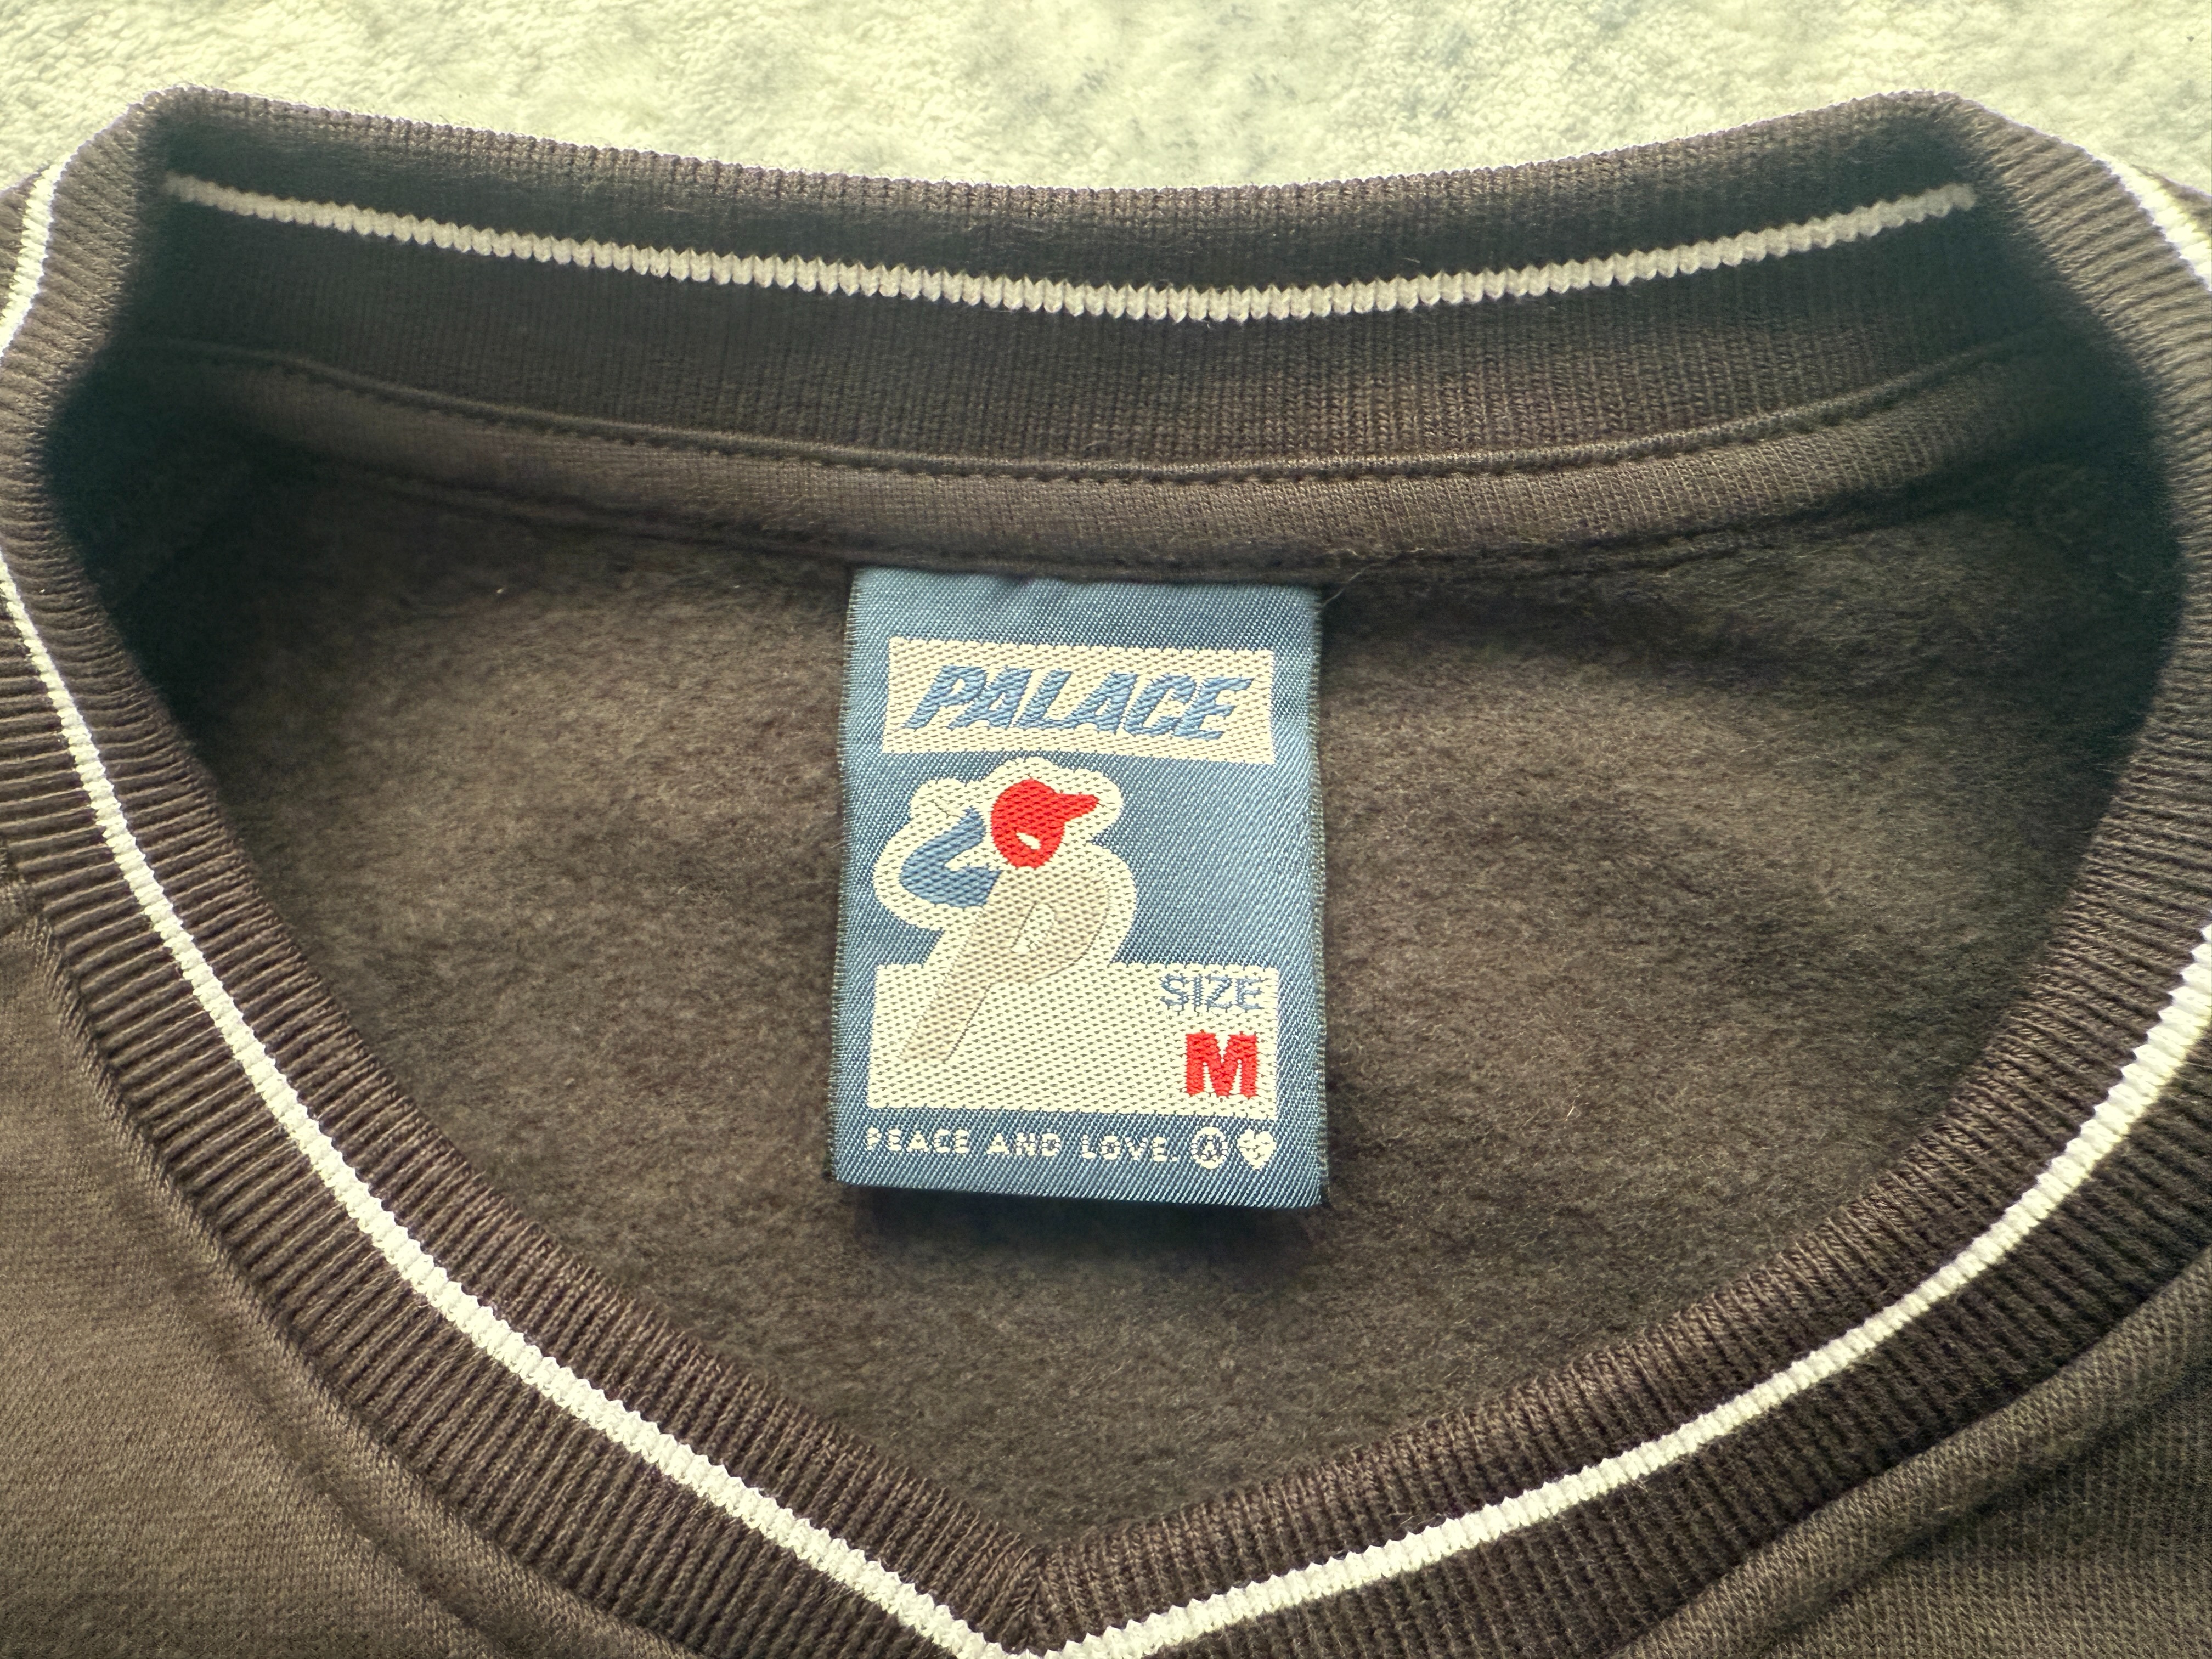 PALACE
P
SIZE
M
PEACE AND LOVE.